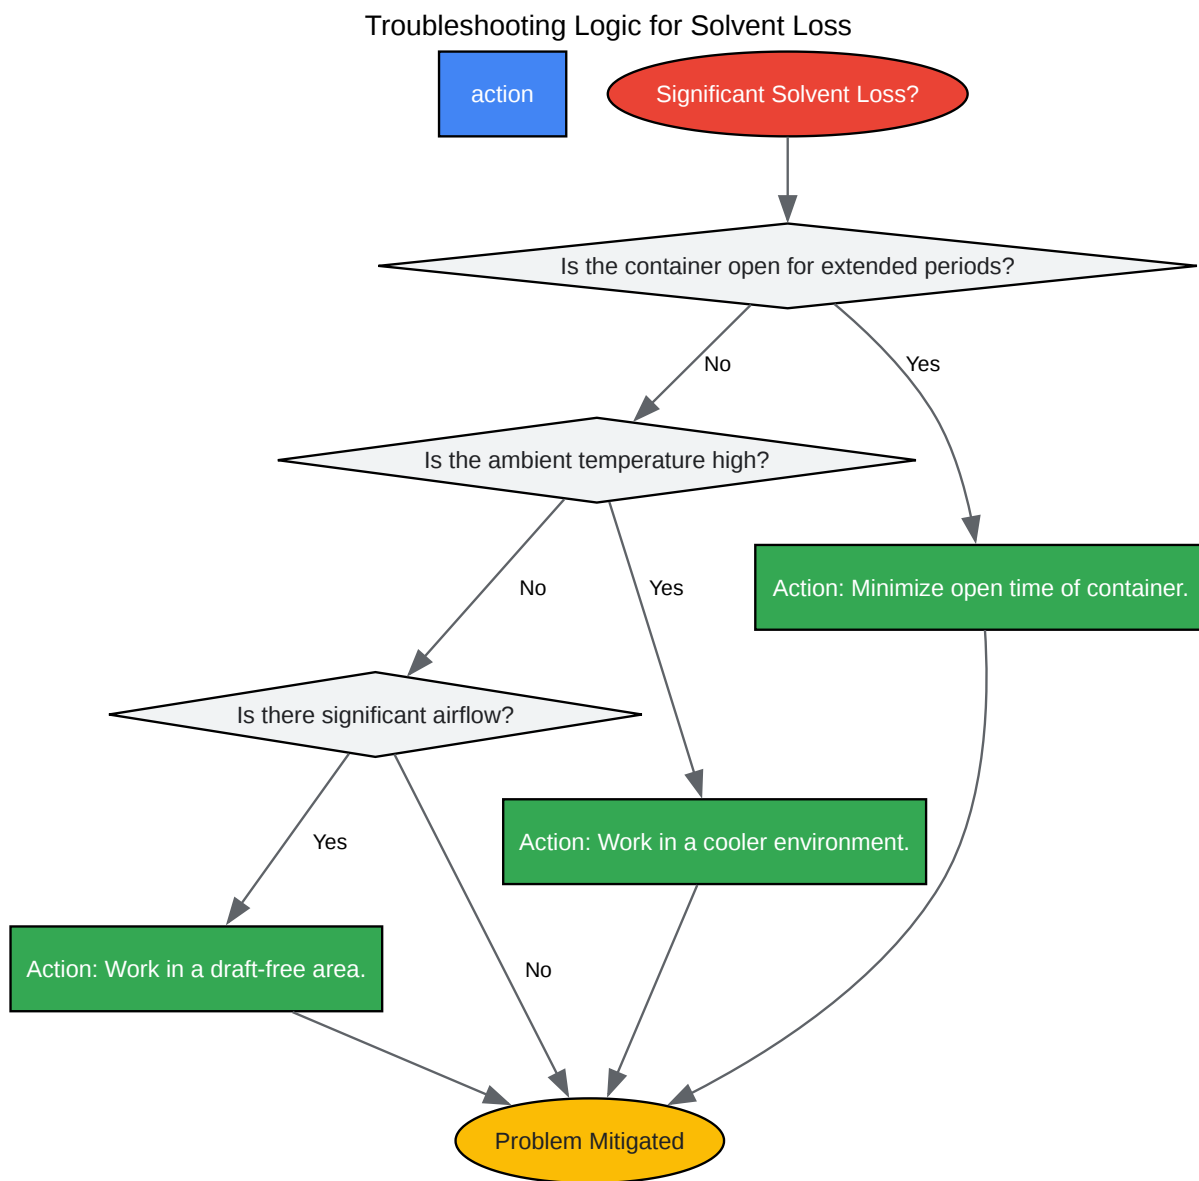 Troubleshooting Logic for Solvent Loss
action
Significant Solvent Loss?
Is the container open for extended periods?
No
Yes
Is the ambient temperature high?
No
Yes
Action: Minimize open time of container.
Is there significant airflow?
Yes
Action: Work in a cooler environment.
Action: Work in a draft-free area.
No
Problem Mitigated